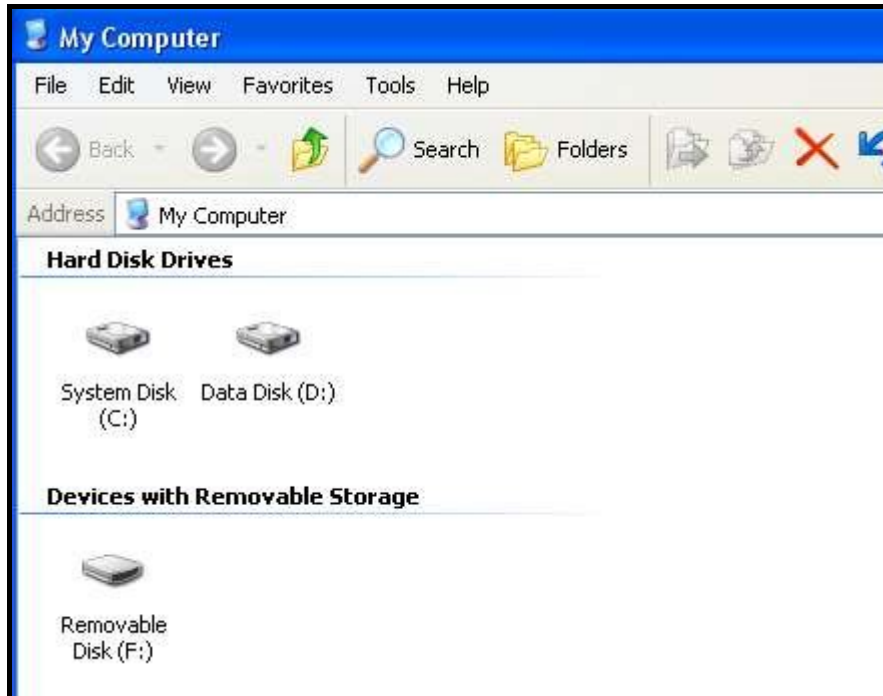 My Computer
File Edit View Favorites Tools Help
Back Search Folders
Address My Computer
Hard Disk Drives
System Disk Data Disk (D:)
(C:)
Devices with Removable Storage
Removable
Disk (F:)